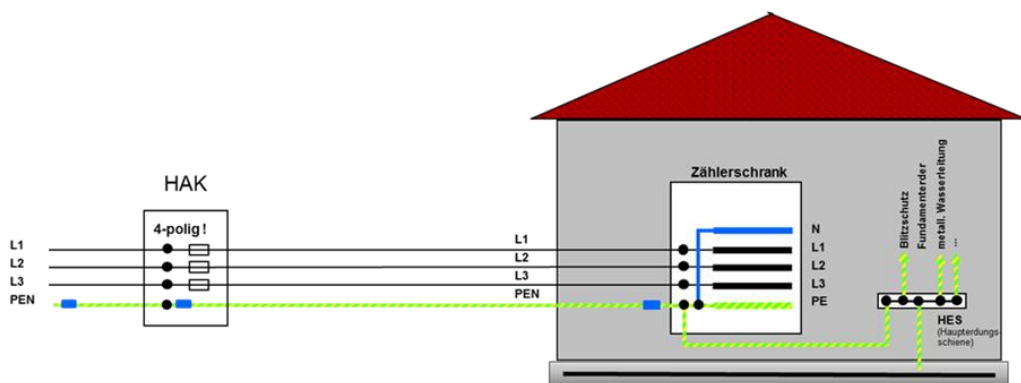 HAK
4-polig!
L1
L2
L3
PEN
L1
L2
L3
PEN
Zählerschrank
N
L1
L2
L3
PE
Blitzschutz
Fundamenterder
metall. Wasserleitung
...
HES
(Haupterdungs-
schiene)